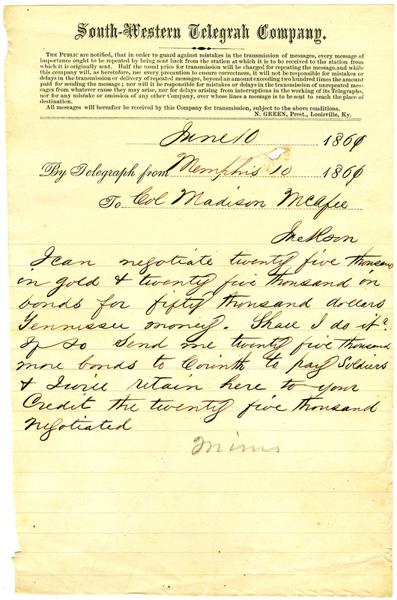 South-Western Telegrah Company.
THE PUBLIC are notified, that in order to guard against mistakes in the transmission of messages, every message of
importance ought to be repeated by being sent back from the station at which it is to be received to the station from
which it is originally sent. Half the usual price for transmission will be charged for repeating the message, and while
this company will, as heretofore, use every precaution to ensure correctness, it will not be responsible for mistakes or
delays in the transmission or delivery of repeated messages, beyond an amount exceeding two hundred times the amount
paid for sending the message; nor will it be responsible for mistakes or delays in the transmission of unrepeated messages
from whatever cause they may arise, nor for delays arising from interruptions in the working of its Telegraphs,
nor for any mistake or omission of any other Company, over whose lines a message is to be sent to reach the place of
destination.
All messages will hereafter be received by this Company for transmission, subject to the above conditions.
N. GREEN, Prest., Louisville, Ky.
June 10 1861
By Telegraph from Memphis 10 1861
To Col Madison McAfee
Jackson
I can negotiate twenty five thousand
in gold & twenty five thousand in
bonds for fifty thousand dollars
Tennessee money. Shall I do it?
If so send me twenty five thousand
more bonds to Corinth to pay Soldiers
& I will retain here to your
Credit the twenty five thousand
negotiated
Mims